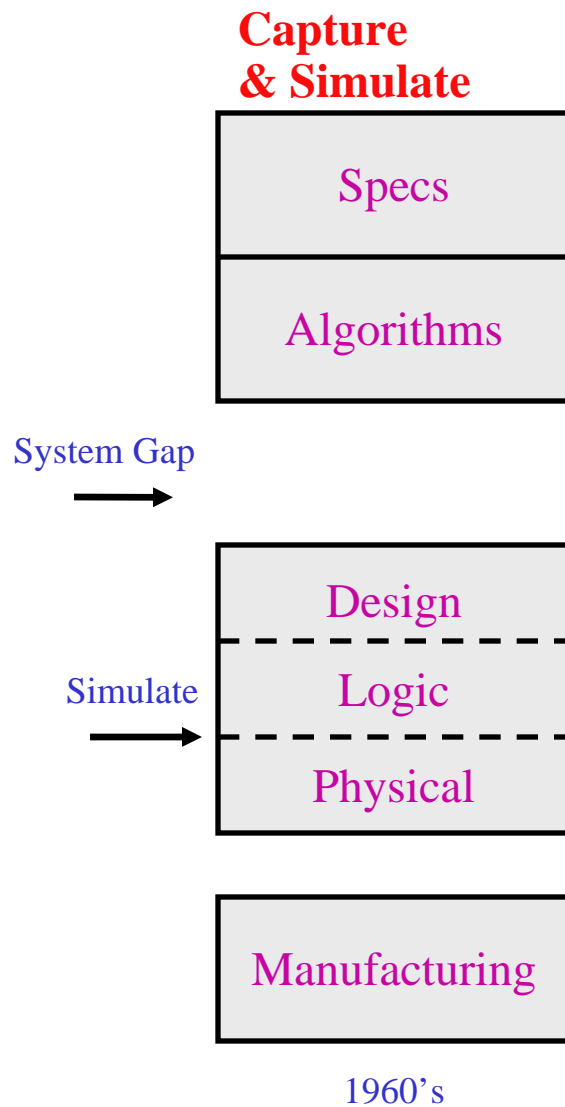 Capture
& Simulate
Specs
Algorithms
System Gap
Design
Simulate
Logic
Physical
Manufacturing
1960’s